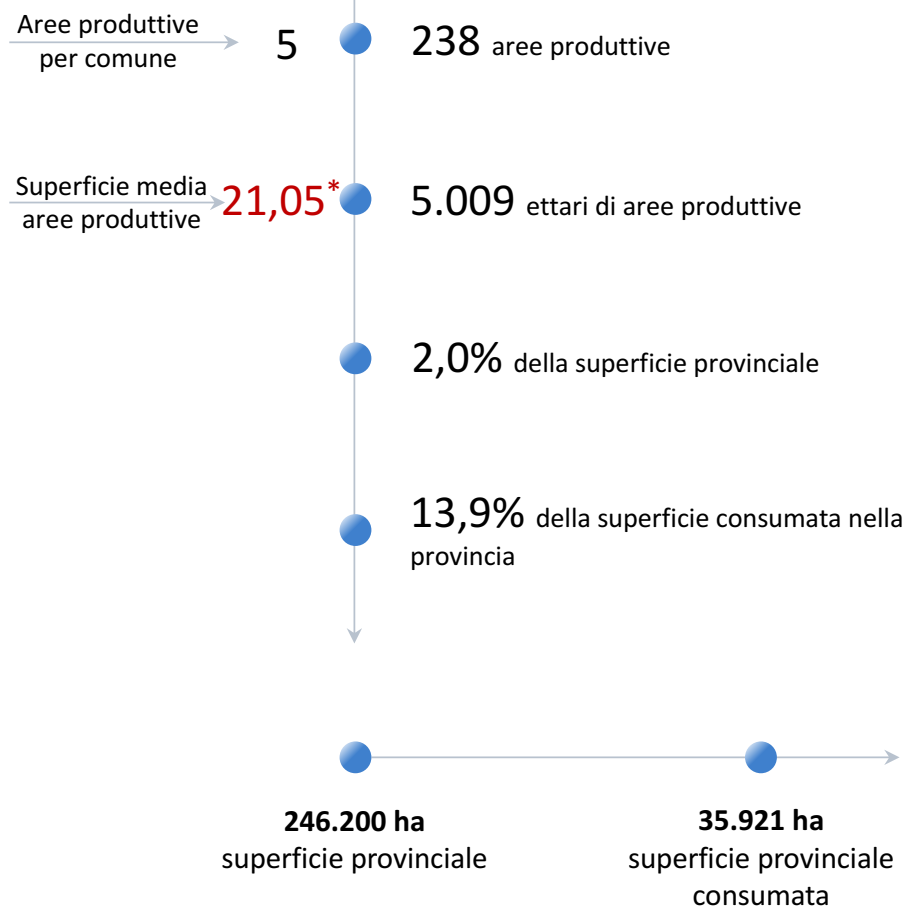 Aree produttive
per comune
5
238 aree produttive
Superficie media
aree produttive
21,05*
5.009 ettari di aree produttive
2,0% della superficie provinciale
13,9% della superficie consumata nella
provincia
246.200 ha
superficie provinciale
35.921 ha
superficie provinciale
consumata